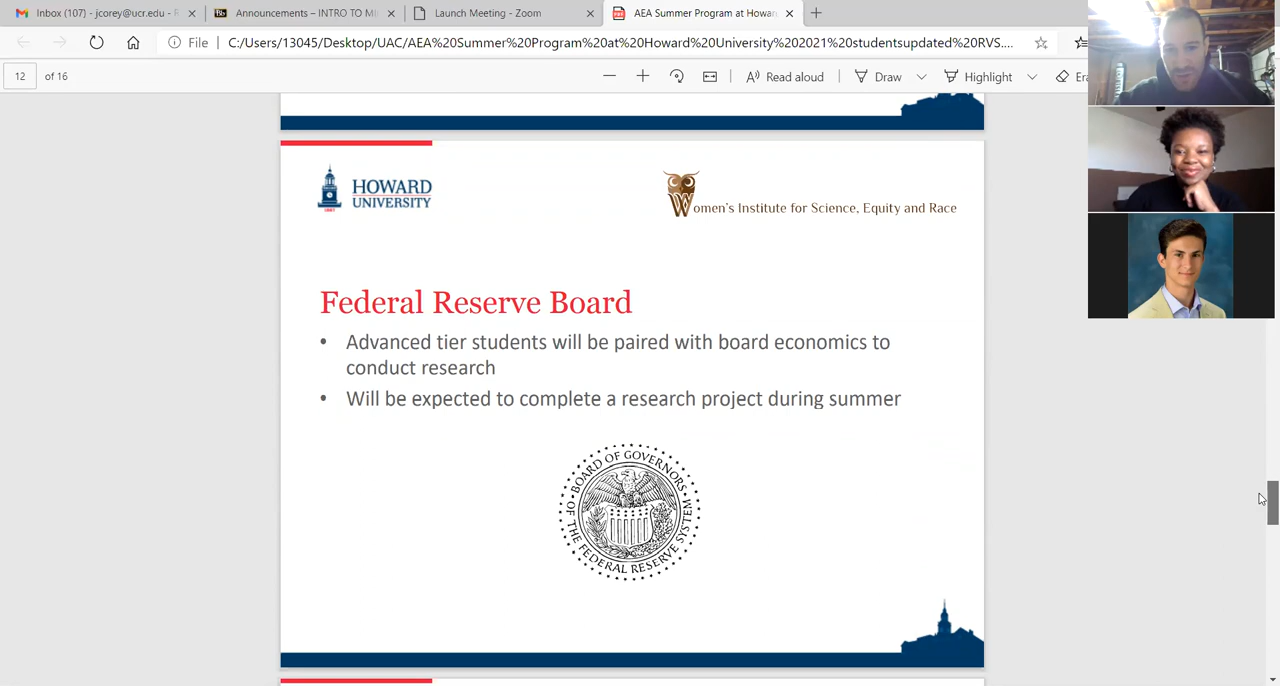 Inbox (107) - jcorey@ucr.edu - R
Announcements – INTRO TO MI
Launch Meeting - Zoom
AEA Summer Program at Howar
File
C:/Users/13045/Desktop/UAC/AEA%20Summer%20Program%20at%20Howard%20University%202021%20studentsupdated%20RVS....
12 of 16
Read aloud
Draw
Highlight
Era
HOWARD
UNIVERSITY
Women's Institute for Science, Equity and Race
Federal Reserve Board
• Advanced tier students will be paired with board economics to
conduct research
• Will be expected to complete a research project during summer
BOARD OF GOVERNORS
OF THE FEDERAL RESERVE SYSTEM